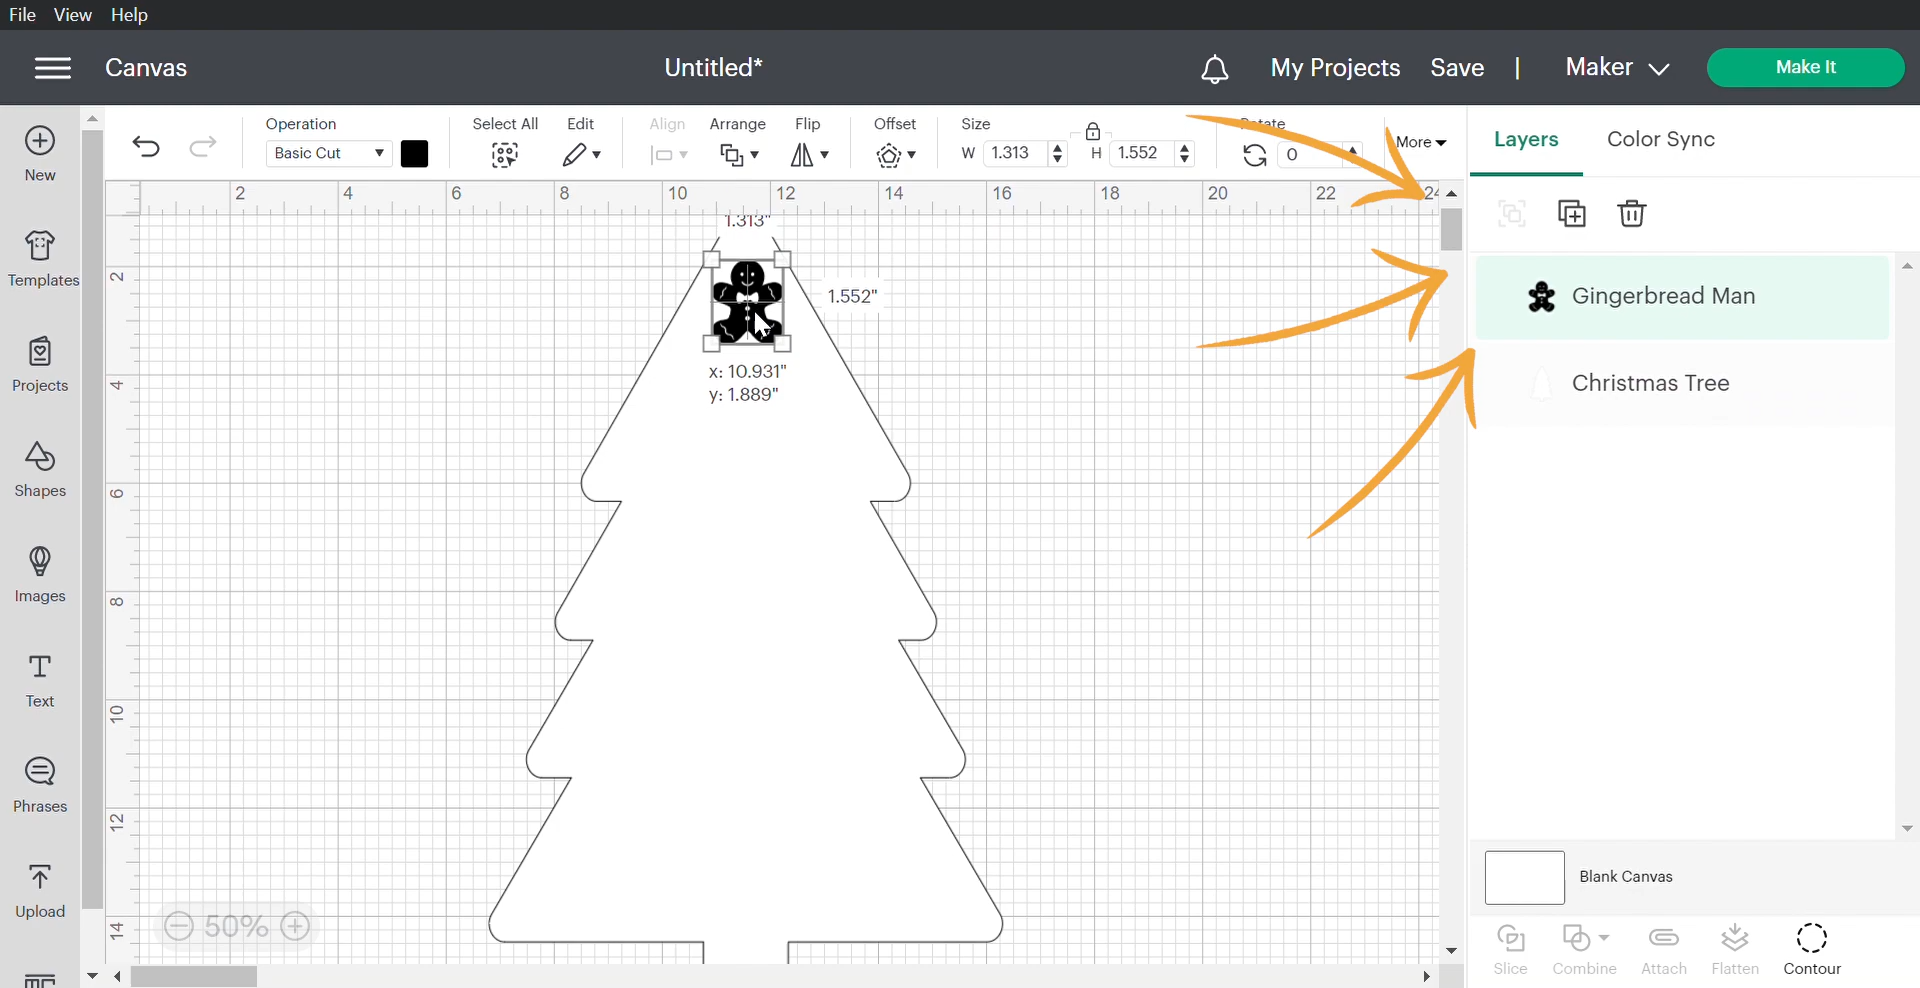 File View Help
Canvas
Untitled*
My Projects Save | Maker
Make It
Operation
Basic Cut
Select All
Edit
Align
Arrange
Flip
Offset
Size
W 1.313
H 1.552
Rotate
0
More
Layers
Color Sync
New
Templates
Projects
Shapes
Images
Text
Phrases
Upload
2 4 6 8 10 12 14 16 18 20 22 24
2
4
6
8
10
12
14
1.313"
1.552"
x: 10.931"
y: 1.889"
50%
Gingerbread Man
Christmas Tree
Blank Canvas
Slice
Combine
Attach
Flatten
Contour